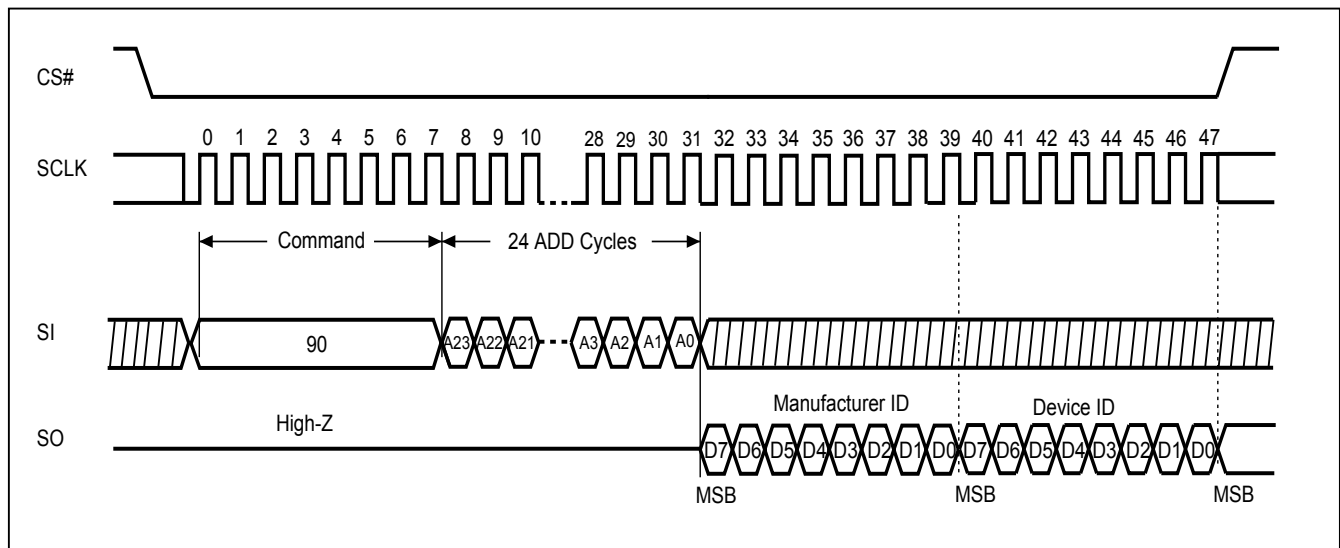 CS#
0 1 2 3 4 5 6 7 8 9 10 28 29 30 31 32 33 34 35 36 37 38 39 40 41 42 43 44 45 46 47
SCLK
Command 24 ADD Cycles
SI 90 A23 A22 A21 A3 A2 A1 A0
Manufacturer ID Device ID
High-Z
SO D7 D6 D5 D4 D3 D2 D1 D0 D7 D6 D5 D4 D3 D2 D1 D0
MSB MSB MSB